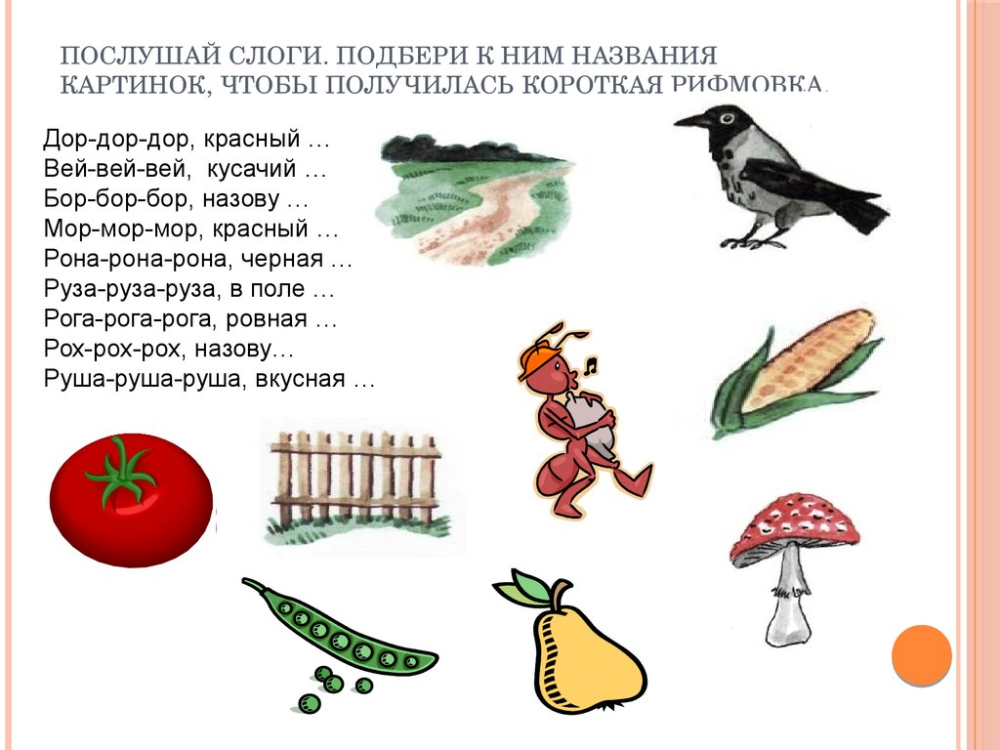 ПОСЛУШАЙ СЛОГИ. ПОДБЕРИ К НИМ НАЗВАНИЯ
КАРТИНОК, ЧТОБЫ ПОЛУЧИЛАСЬ КОРОТКАЯ РИФМОВКА.
Дор-дор-дор, красный …
Вей-вей-вей,  кусачий …
Бор-бор-бор, назову …
Мор-мор-мор, красный …
Рона-рона-рона, черная …
Руза-руза-руза, в поле …
Рога-рога-рога, ровная …
Рох-рох-рох, назову…
Руша-руша-руша, вкусная …